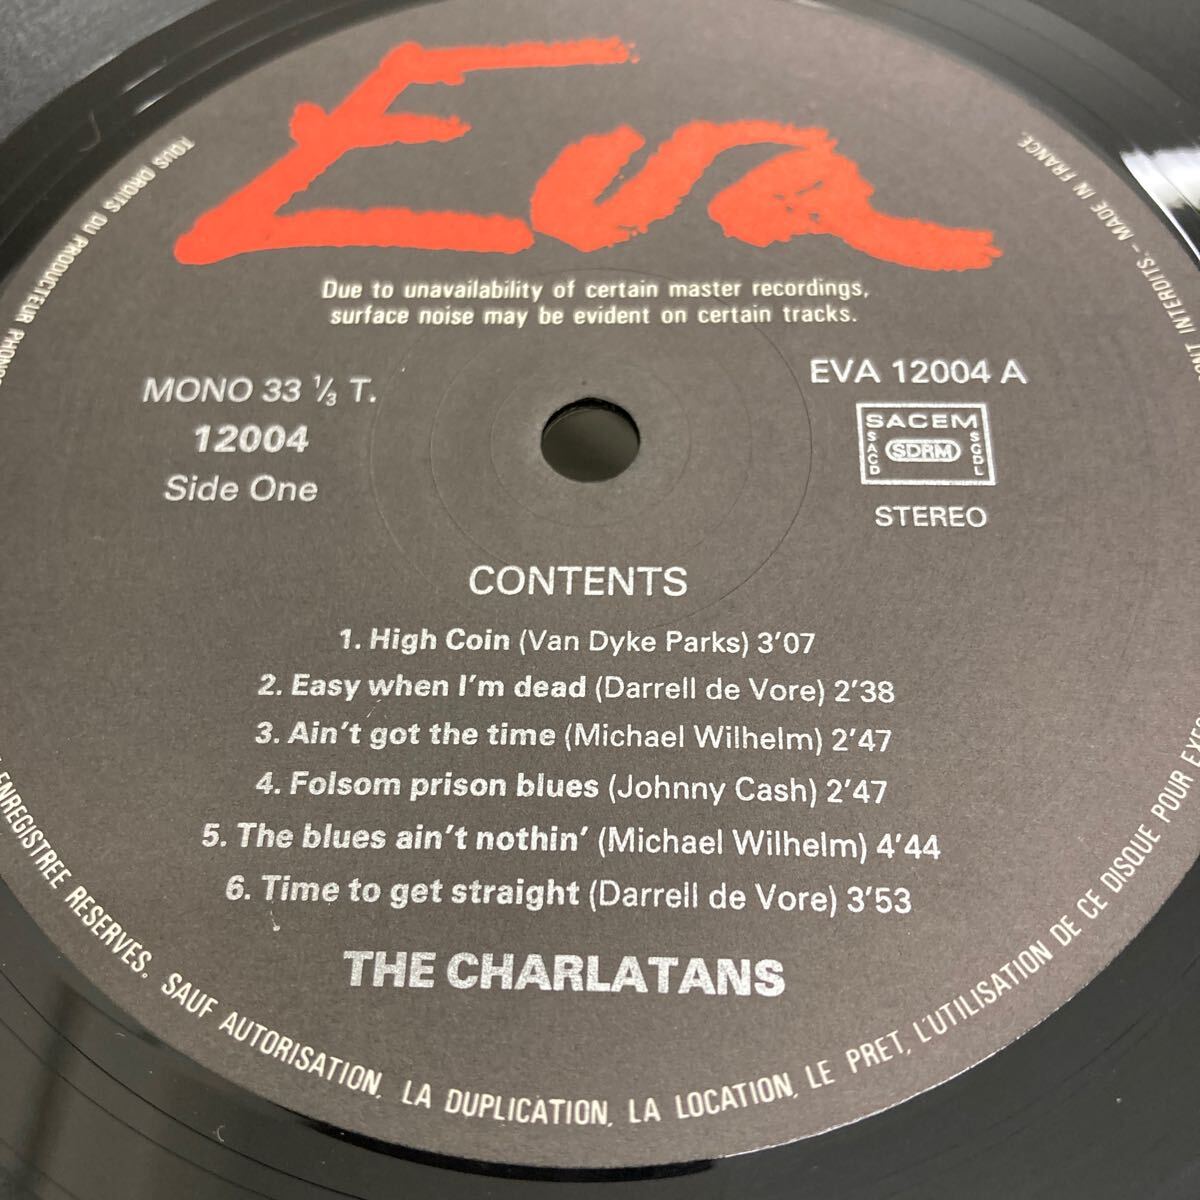 Eva
Due to unavailability of certain master recordings,
surface noise may be evident on certain tracks.
MONO 33 ⅓ T.
12004
Side One
EVA 12004 A
SACEM
SACD
SDRM
SGDL
STEREO
CONTENTS
1. High Coin (Van Dyke Parks) 3'07
2. Easy when I'm dead (Darrell de Vore) 2'38
3. Ain't got the time (Michael Wilhelm) 2'47
4. Folsom prison blues (Johnny Cash) 2'47
5. The blues ain't nothin' (Michael Wilhelm) 4'44
6. Time to get straight (Darrell de Vore) 3'53
THE CHARLATANS
TOUS DROITS DU PRODUCTEUR
ENREGISTREE RESERVES. SAUF AUTORISATION, LA DUPLICATION, LA LOCATION, LE PRET, L'UTILISATION DE CE DISQUE POUR
INTERDITS. - MADE IN FRANCE.